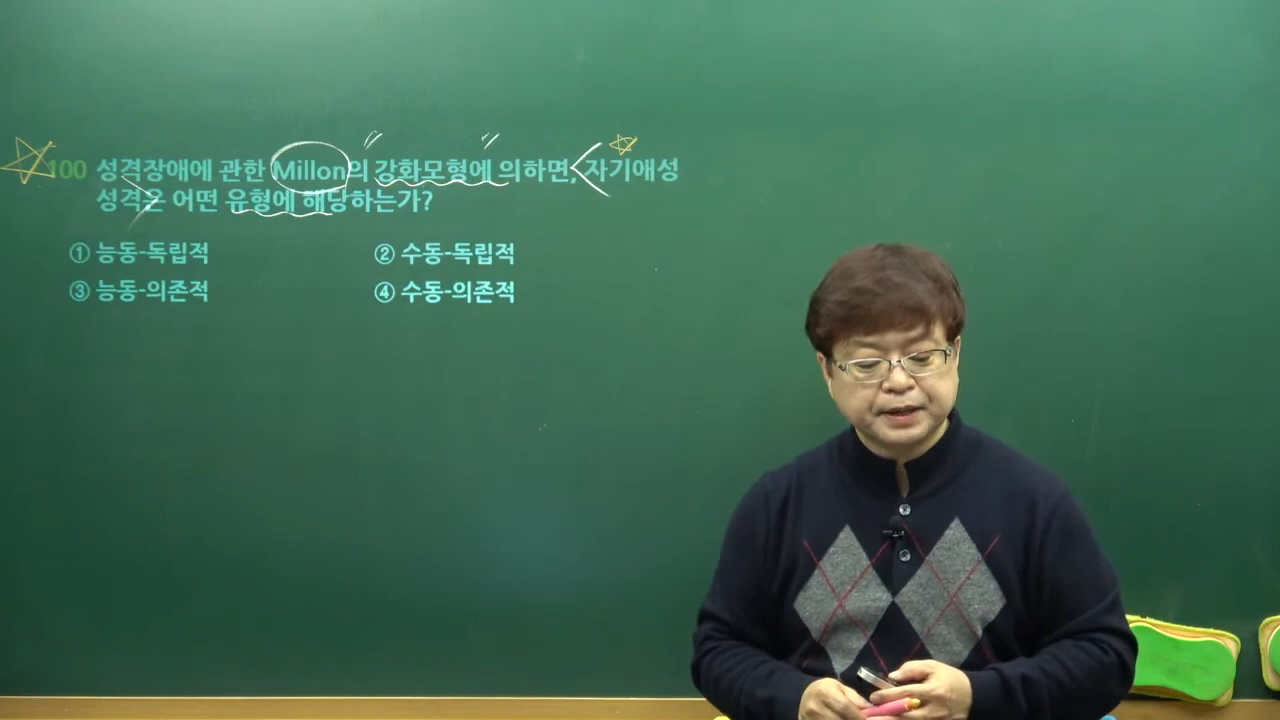 100 성격장애에 관한 Millon의 강화모형에 의하면, 자기애성
성격은 어떤 유형에 해당하는가?
① 능동-독립적 ② 수동-독립적
③ 능동-의존적 ④ 수동-의존적